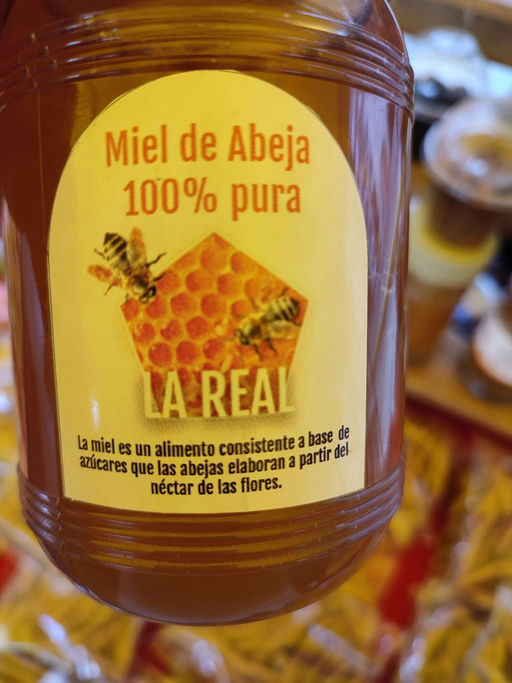 Miel de Abeja
100% pura
LA REAL
La miel es un alimento consistente a base de
azúcares que las abejas elaboran a partir del
néctar de las flores.